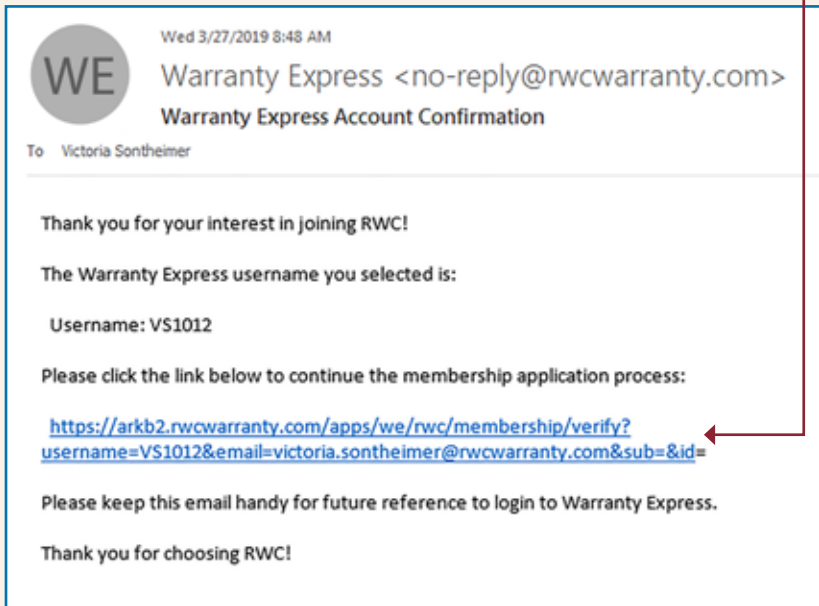 Wed 3/27/2019 8:48 AM
WE
Warranty Express <no-reply@rwcwarranty.com>
Warranty Express Account Confirmation
To Victoria Sontheimer
Thank you for your interest in joining RWC!
The Warranty Express username you selected is:
Username: VS1012
Please click the link below to continue the membership application process:
https://arkb2.rwcwarranty.com/apps/we/rwc/membership/verify?
username=VS1012&email=victoria.sontheimer@rwcwarranty.com&sub=&id=
Please keep this email handy for future reference to login to Warranty Express.
Thank you for choosing RWC!